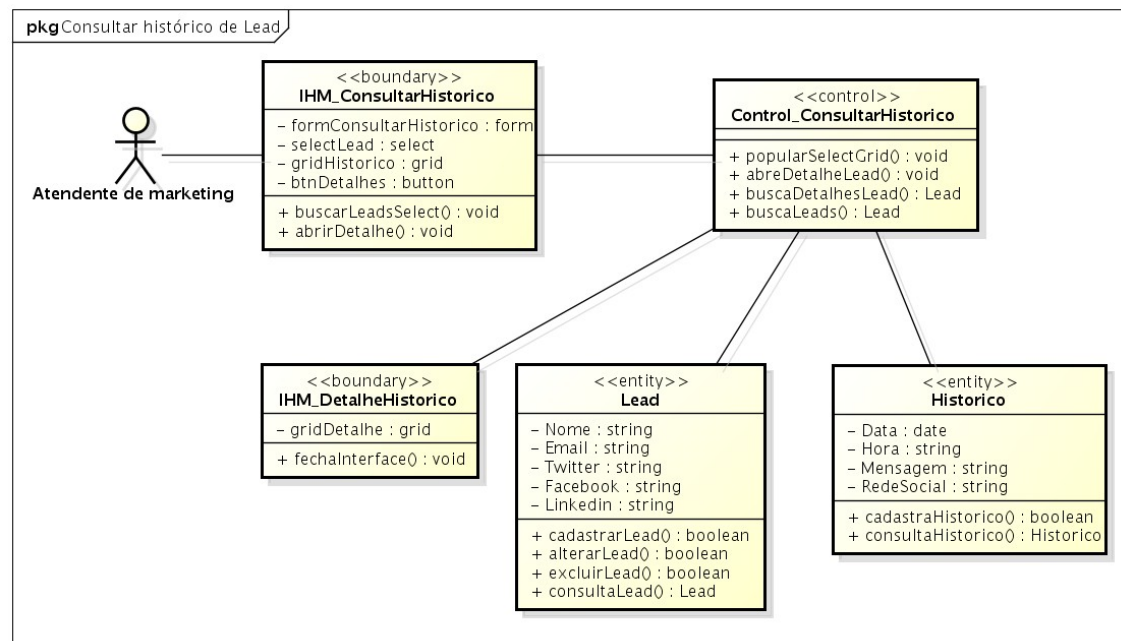 pkg Consultar histórico de Lead
Atendente de marketing
<<boundary>>
IHM_ConsultarHistorico
– formConsultarHistorico : form
– selectLead : select
– gridHistorico : grid
– btnDetalhes : button
+ buscarLeadsSelect() : void
+ abrirDetalhe() : void
<<control>>
Control_ConsultarHistorico
+ popularSelectGrid() : void
+ abreDetalheLead() : void
+ buscaDetalhesLead() : Lead
+ buscaLeads() : Lead
<<boundary>>
IHM_DetalheHistorico
– gridDetalhe : grid
+ fechaInterface() : void
<<entity>>
Lead
– Nome : string
– Email : string
– Twitter : string
– Facebook : string
– Linkedin : string
+ cadastrarLead() : boolean
+ alterarLead() : boolean
+ excluirLead() : boolean
+ consultaLead() : Lead
<<entity>>
Historico
– Data : date
– Hora : string
– Mensagem : string
– RedeSocial : string
+ cadastraHistorico() : boolean
+ consultaHistorico() : Historico